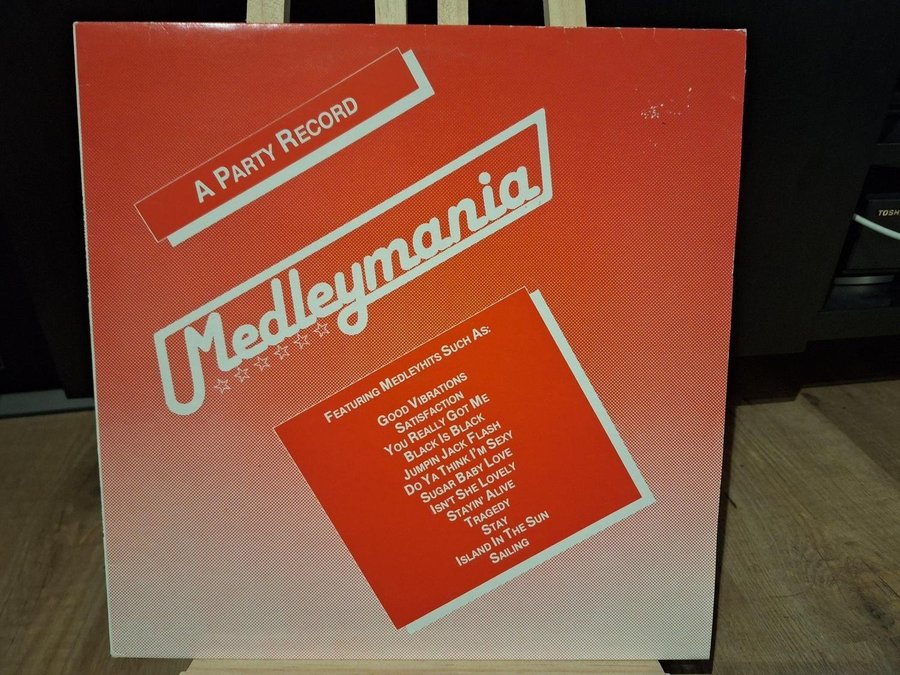 A PARTY RECORD
Medleymania
FEATURING MEDLEYHITS SUCH AS:
GOOD VIBRATIONS
SATISFACTION
YOU REALLY GOT ME
BLACK IS BLACK
JUMPIN JACK FLASH
DO YA THINK I'M SEXY
SUGAR BABY LOVE
ISN'T SHE LOVELY
STAYIN' ALIVE
TRAGEDY
STAY
ISLAND IN THE SUN
SAILING